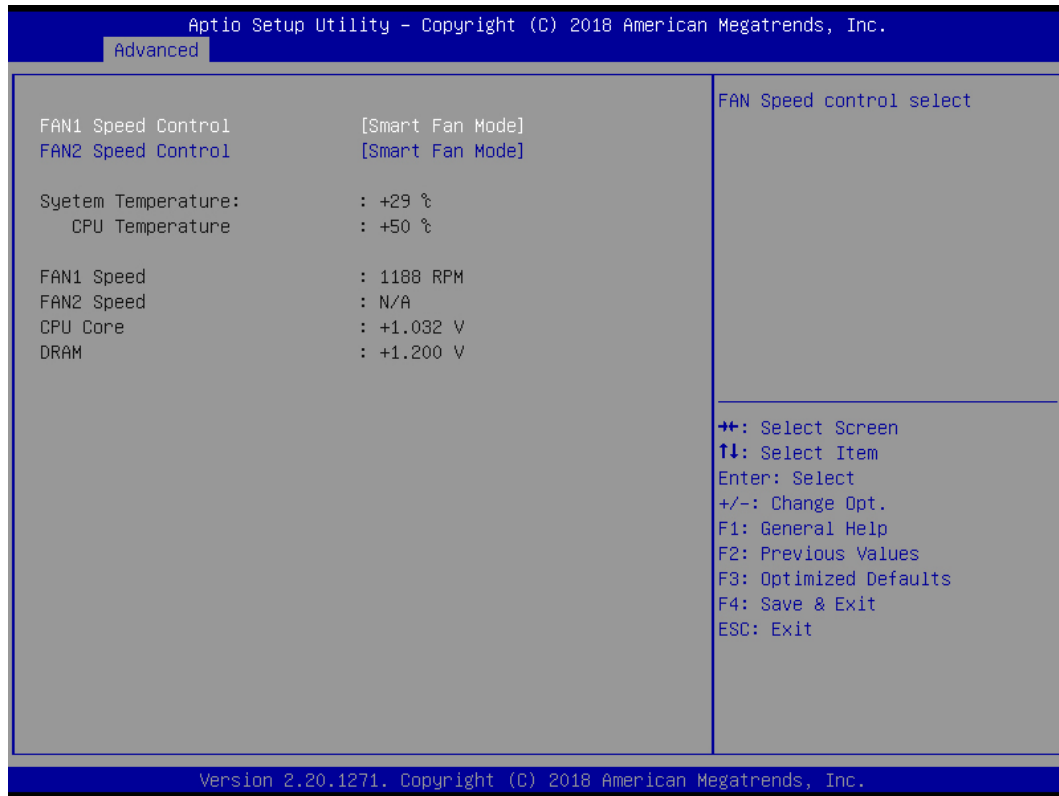 Aptio Setup Utility – Copyright (C) 2018 American Megatrends, Inc.
Advanced
FAN1 Speed Control [Smart Fan Mode]
FAN2 Speed Control [Smart Fan Mode]
Syetem Temperature: : +29 ℃
CPU Temperature : +50 ℃
FAN1 Speed : 1188 RPM
FAN2 Speed : N/A
CPU Core : +1.032 V
DRAM : +1.200 V
FAN Speed control select
→←: Select Screen
↑↓: Select Item
Enter: Select
+/-: Change Opt.
F1: General Help
F2: Previous Values
F3: Optimized Defaults
F4: Save & Exit
ESC: Exit
Version 2.20.1271. Copyright (C) 2018 American Megatrends, Inc.